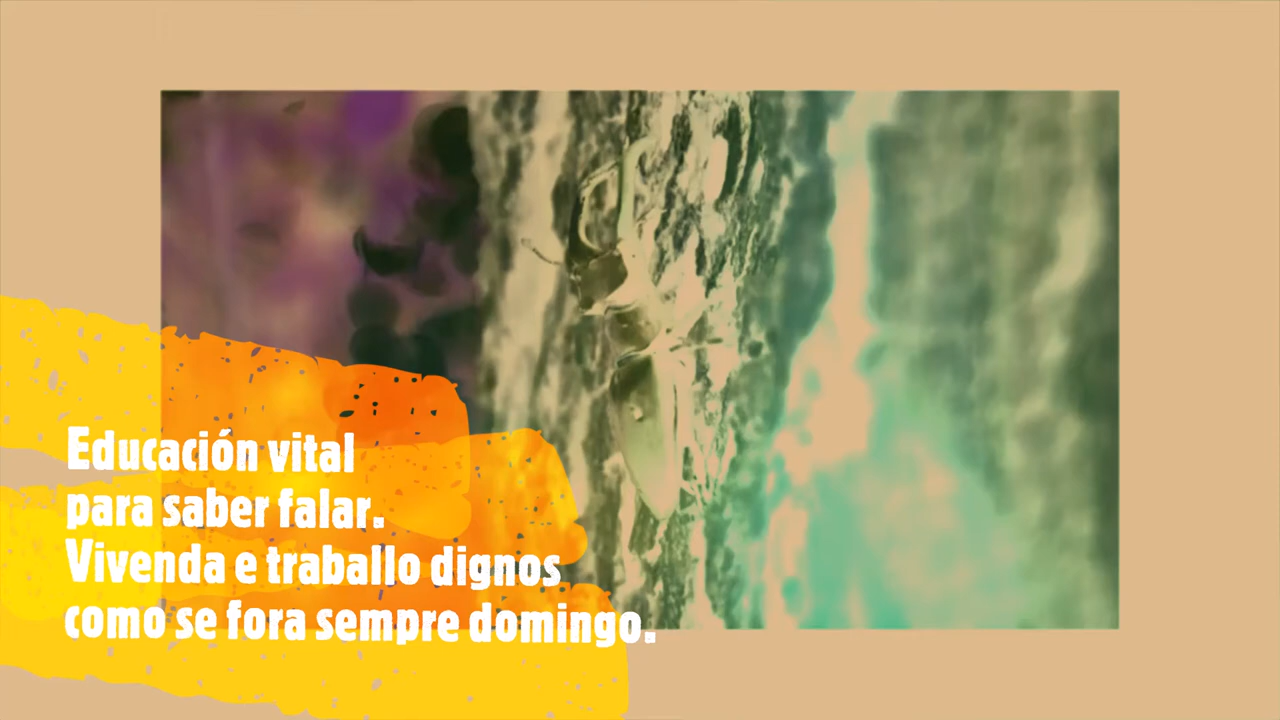 Educación vital
para saber falar.
Vivenda e traballo dignos
como se fora sempre domingo.